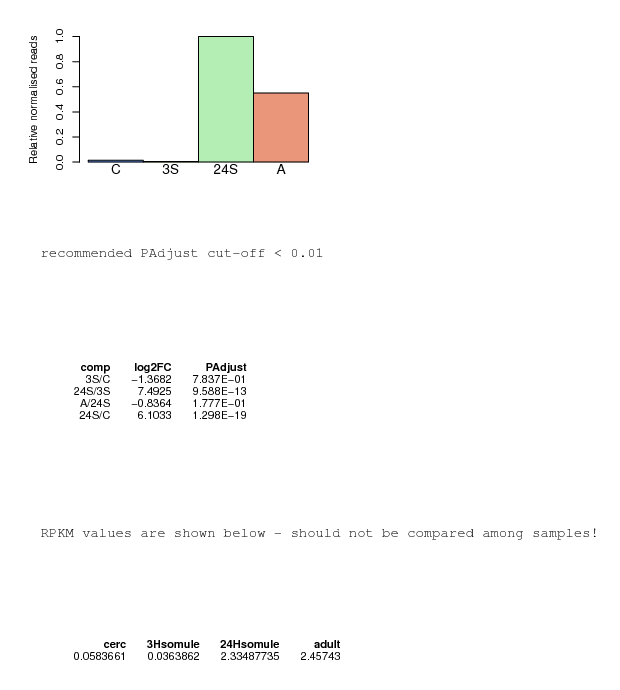 Relative normalised reads
1.0
0.8
0.6
0.4
0.2
0.0
C 3S 24S A
recommended PAdjust cut-off < 0.01
comp log2FC PAdjust
3S/C −1.3682 7.837E−01
24S/3S 7.4925 9.588E−13
A/24S −0.8364 1.777E−01
24S/C 6.1033 1.298E−19
RPKM values are shown below - should not be compared among samples!
cerc 3Hsomule 24Hsomule adult
0.0583661 0.0363862 2.33487735 2.45743